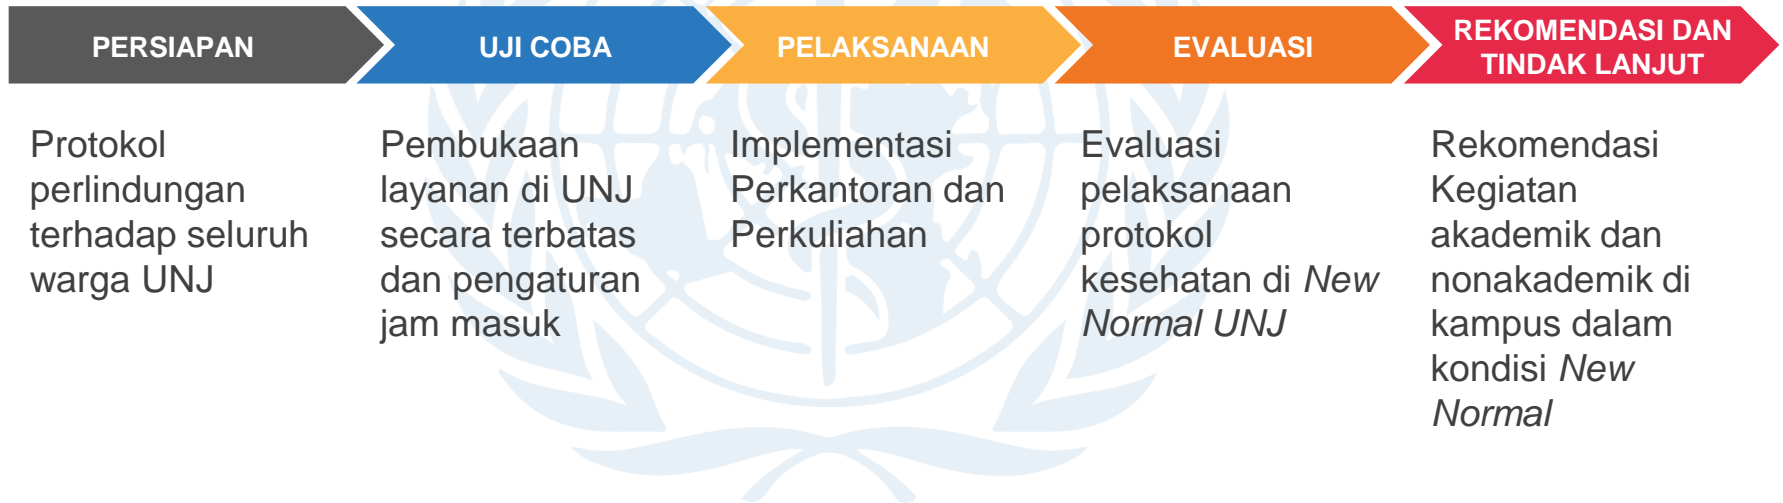 PERSIAPAN
UJI COBA
PELAKSANAAN
EVALUASI
REKOMENDASI DAN
TINDAK LANJUT
Protokol
perlindungan
terhadap seluruh
warga UNJ
Pembukaan
layanan di UNJ
secara terbatas
dan pengaturan
jam masuk
Implementasi
Perkantoran dan
Perkuliahan
Evaluasi
pelaksanaan
protokol
kesehatan di New
Normal UNJ
Rekomendasi
Kegiatan
akademik dan
nonakademik di
kampus dalam
kondisi New
Normal